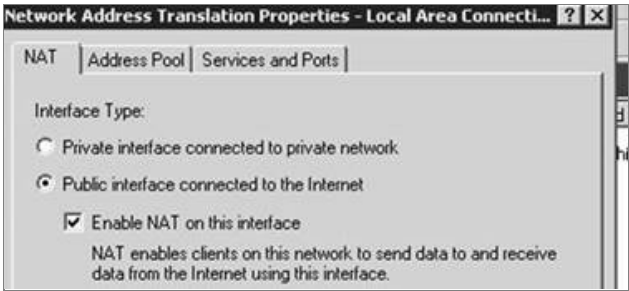 Network Address Translation Properties - Local Area Connecti... ? X
NAT Address Pool Services and Ports
Interface Type:
Private interface connected to private network
Public interface connected to the Internet
Enable NAT on this interface
NAT enables clients on this network to send data to and receive
data from the Internet using this interface.